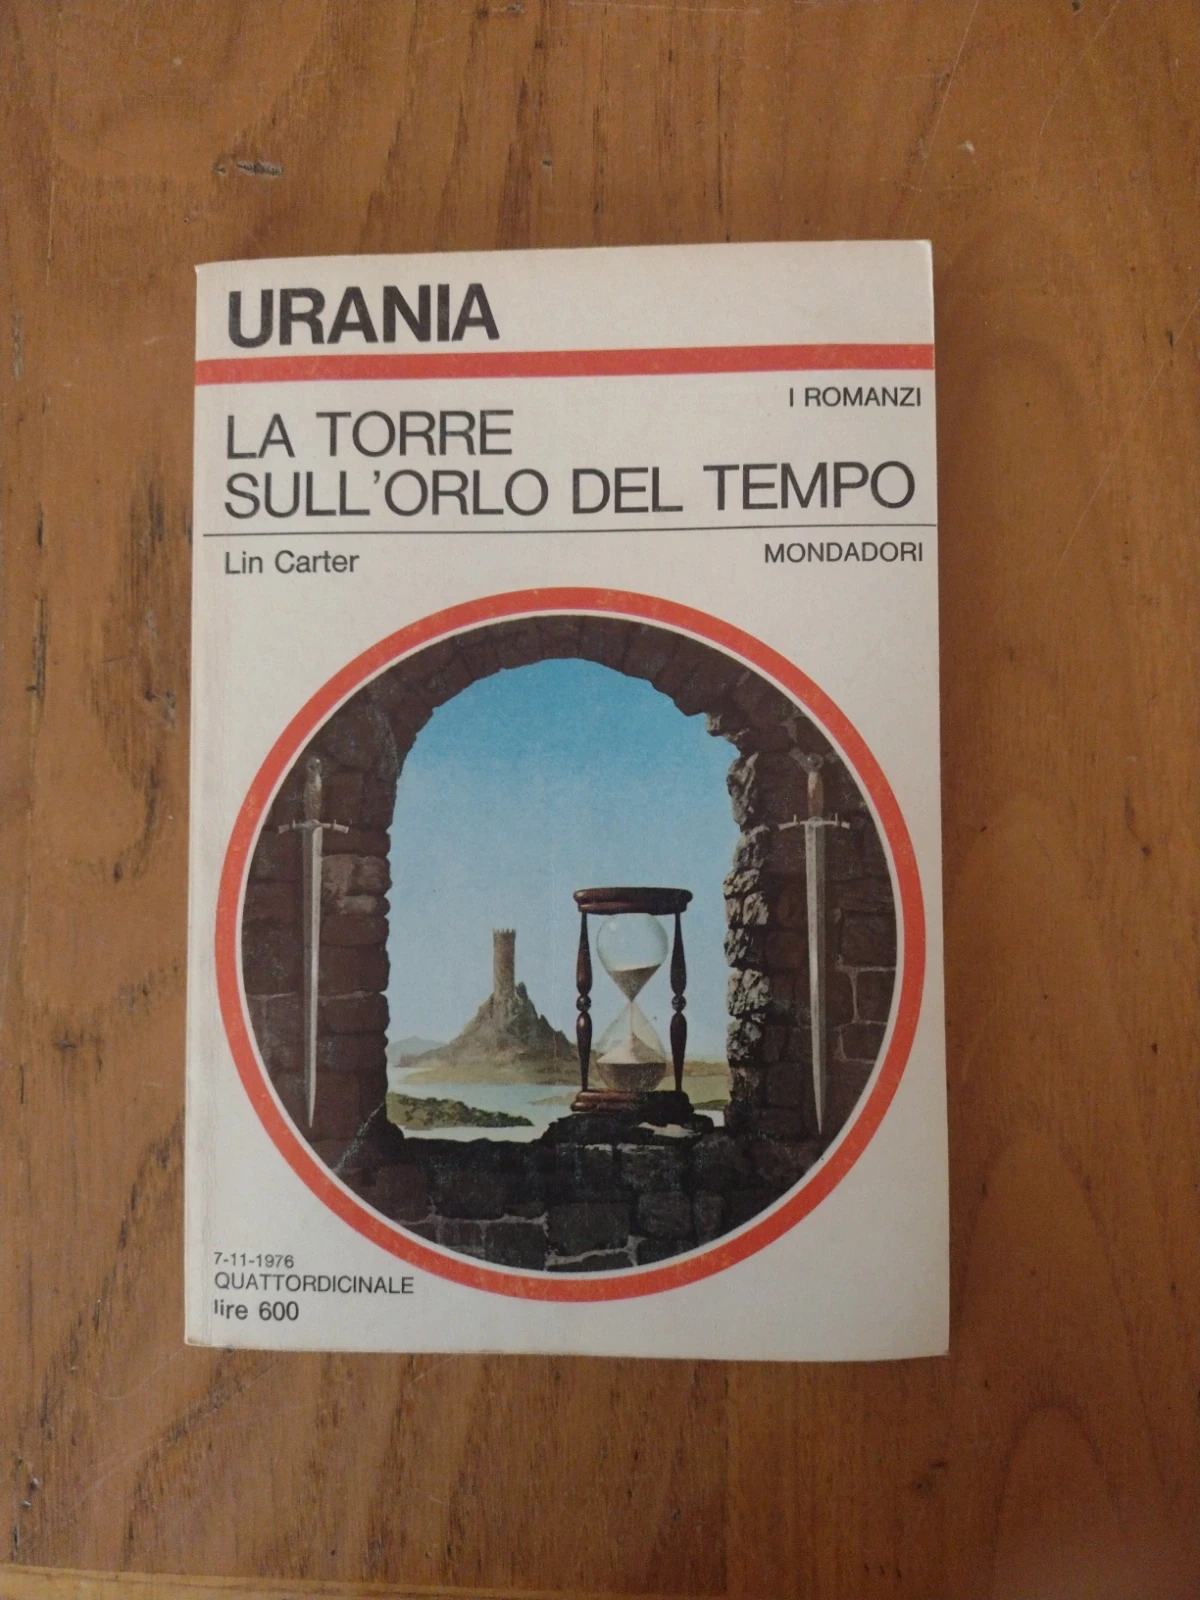 URANIA
I ROMANZI
LA TORRE
SULL'ORLO DEL TEMPO
Lin Carter
MONDADORI
7-11-1976
QUATTORDICINALE
lire 600